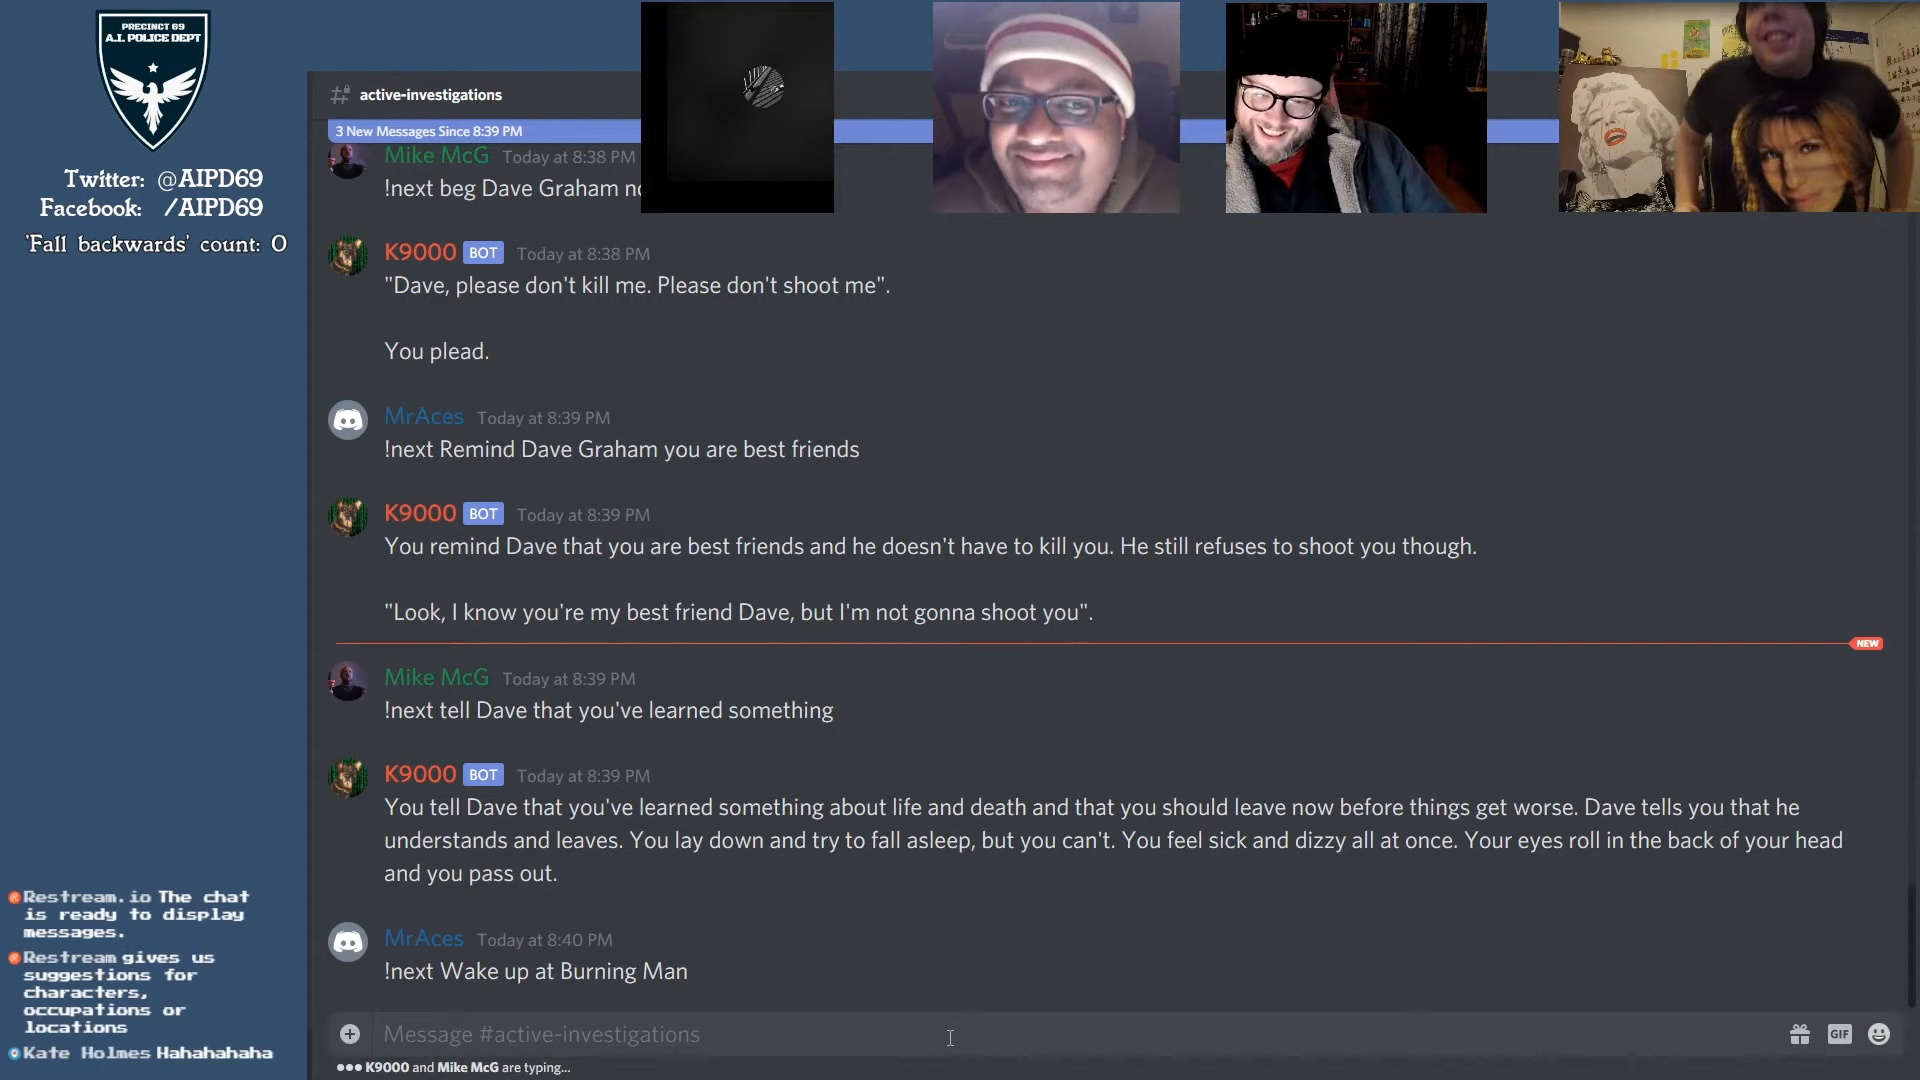 PRECINCT 69
A.I. POLICE DEPT
Twitter: @AIPD69
Facebook: /AIPD69
'Fall backwards' count: 0
active-investigations
3 New Messages Since 8:39 PM
Mike McG Today at 8:38 PM
!next beg Dave Graham
K9000 BOT Today at 8:38 PM
"Dave, please don't kill me. Please don't shoot me".
You plead.
MrAces Today at 8:39 PM
!next Remind Dave Graham you are best friends
K9000 BOT Today at 8:39 PM
You remind Dave that you are best friends and he doesn't have to kill you. He still refuses to shoot you though.
"Look, I know you're my best friend Dave, but I'm not gonna shoot you".
NEW
Mike McG Today at 8:39 PM
!next tell Dave that you've learned something
K9000 BOT Today at 8:39 PM
You tell Dave that you've learned something about life and death and that you should leave now before things get worse. Dave tells you that he
understands and leaves. You lay down and try to fall asleep, but you can't. You feel sick and dizzy all at once. Your eyes roll in the back of your head
and you pass out.
MrAces Today at 8:40 PM
!next Wake up at Burning Man
Message #active-investigations
GIF
K9000 and Mike McG are typing...
Restream.io The chat
is ready to display
messages.
Restream gives us
suggestions for
characters,
occupations or
locations
Kate Holmes Hahahahaha